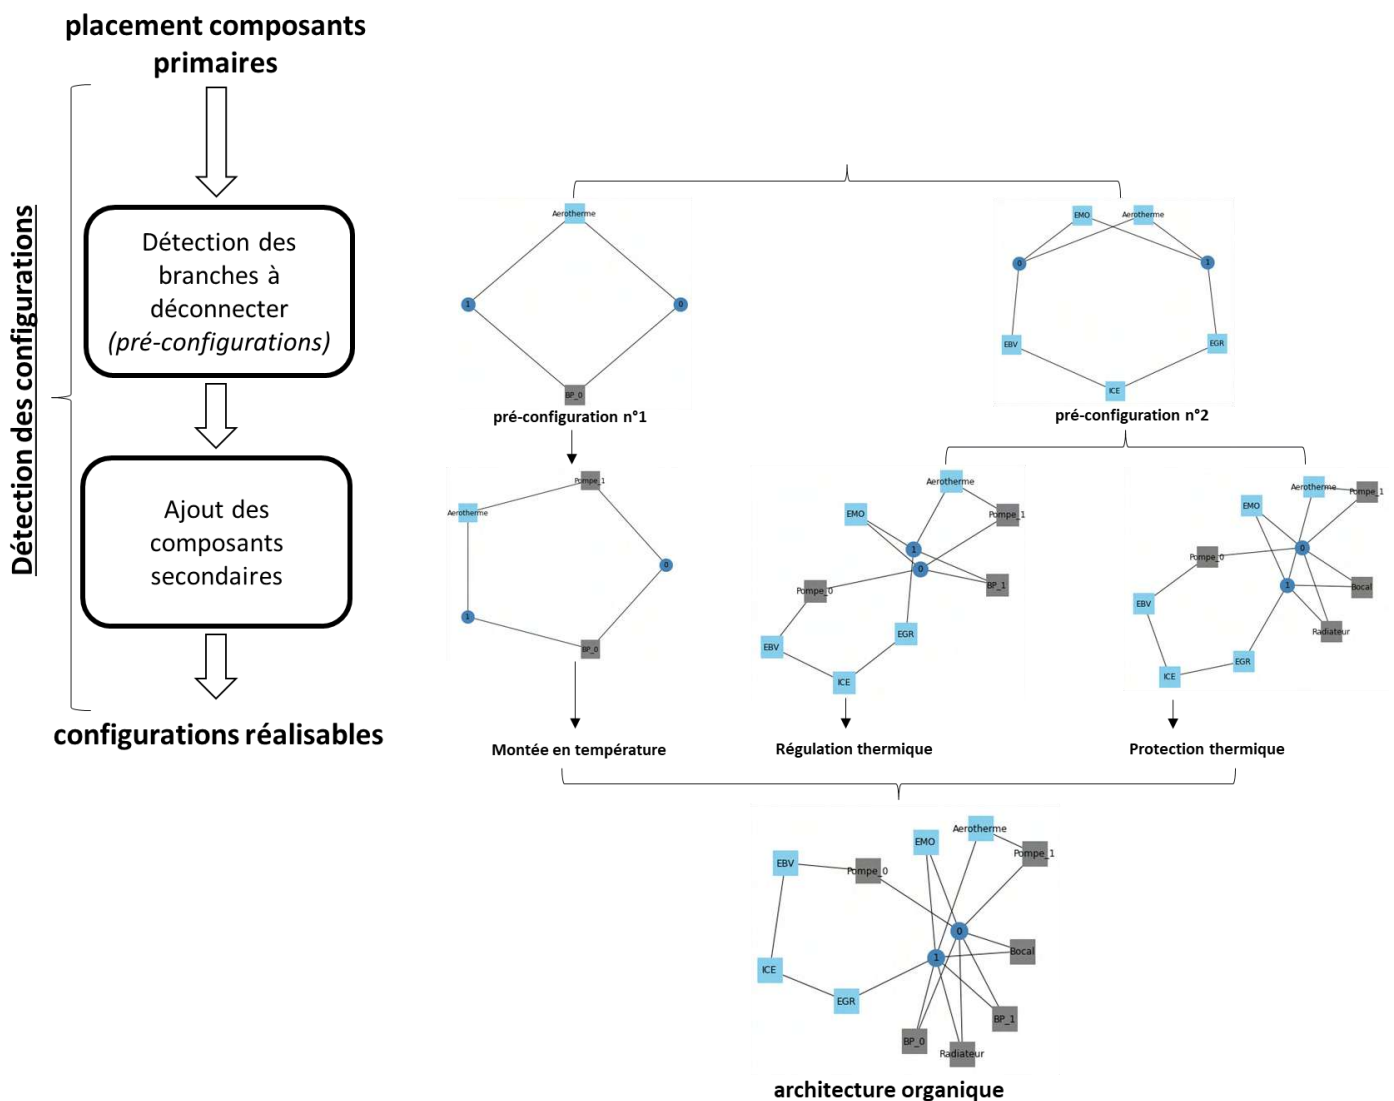 placement composants
primaires
Détection des configurations
Détection des
branches à
déconnecter
(pré-configurations)
Ajout des
composants
secondaires
configurations réalisables
Aerotherme
1
0
BP_0
pré-configuration n°1
EMO
Aerotherme
0
1
EBV
EGR
ICE
pré-configuration n°2
Pompe_1
Aerotherme
0
1
BP_0
Montée en température
Aerotherme
EMO
Pompe_1
1
0
Pompe_0
BP_1
EGR
EBV
ICE
Régulation thermique
Aerotherme
Pompe_1
EMO
0
Pompe_0
1
Bocal
EBV
Radiateur
EGR
ICE
Protection thermique
Aerotherme
EMO
Pompe_1
EBV
Pompe_0
0
Bocal
1
ICE
EGR
BP_1
BP_0
Radiateur
architecture organique